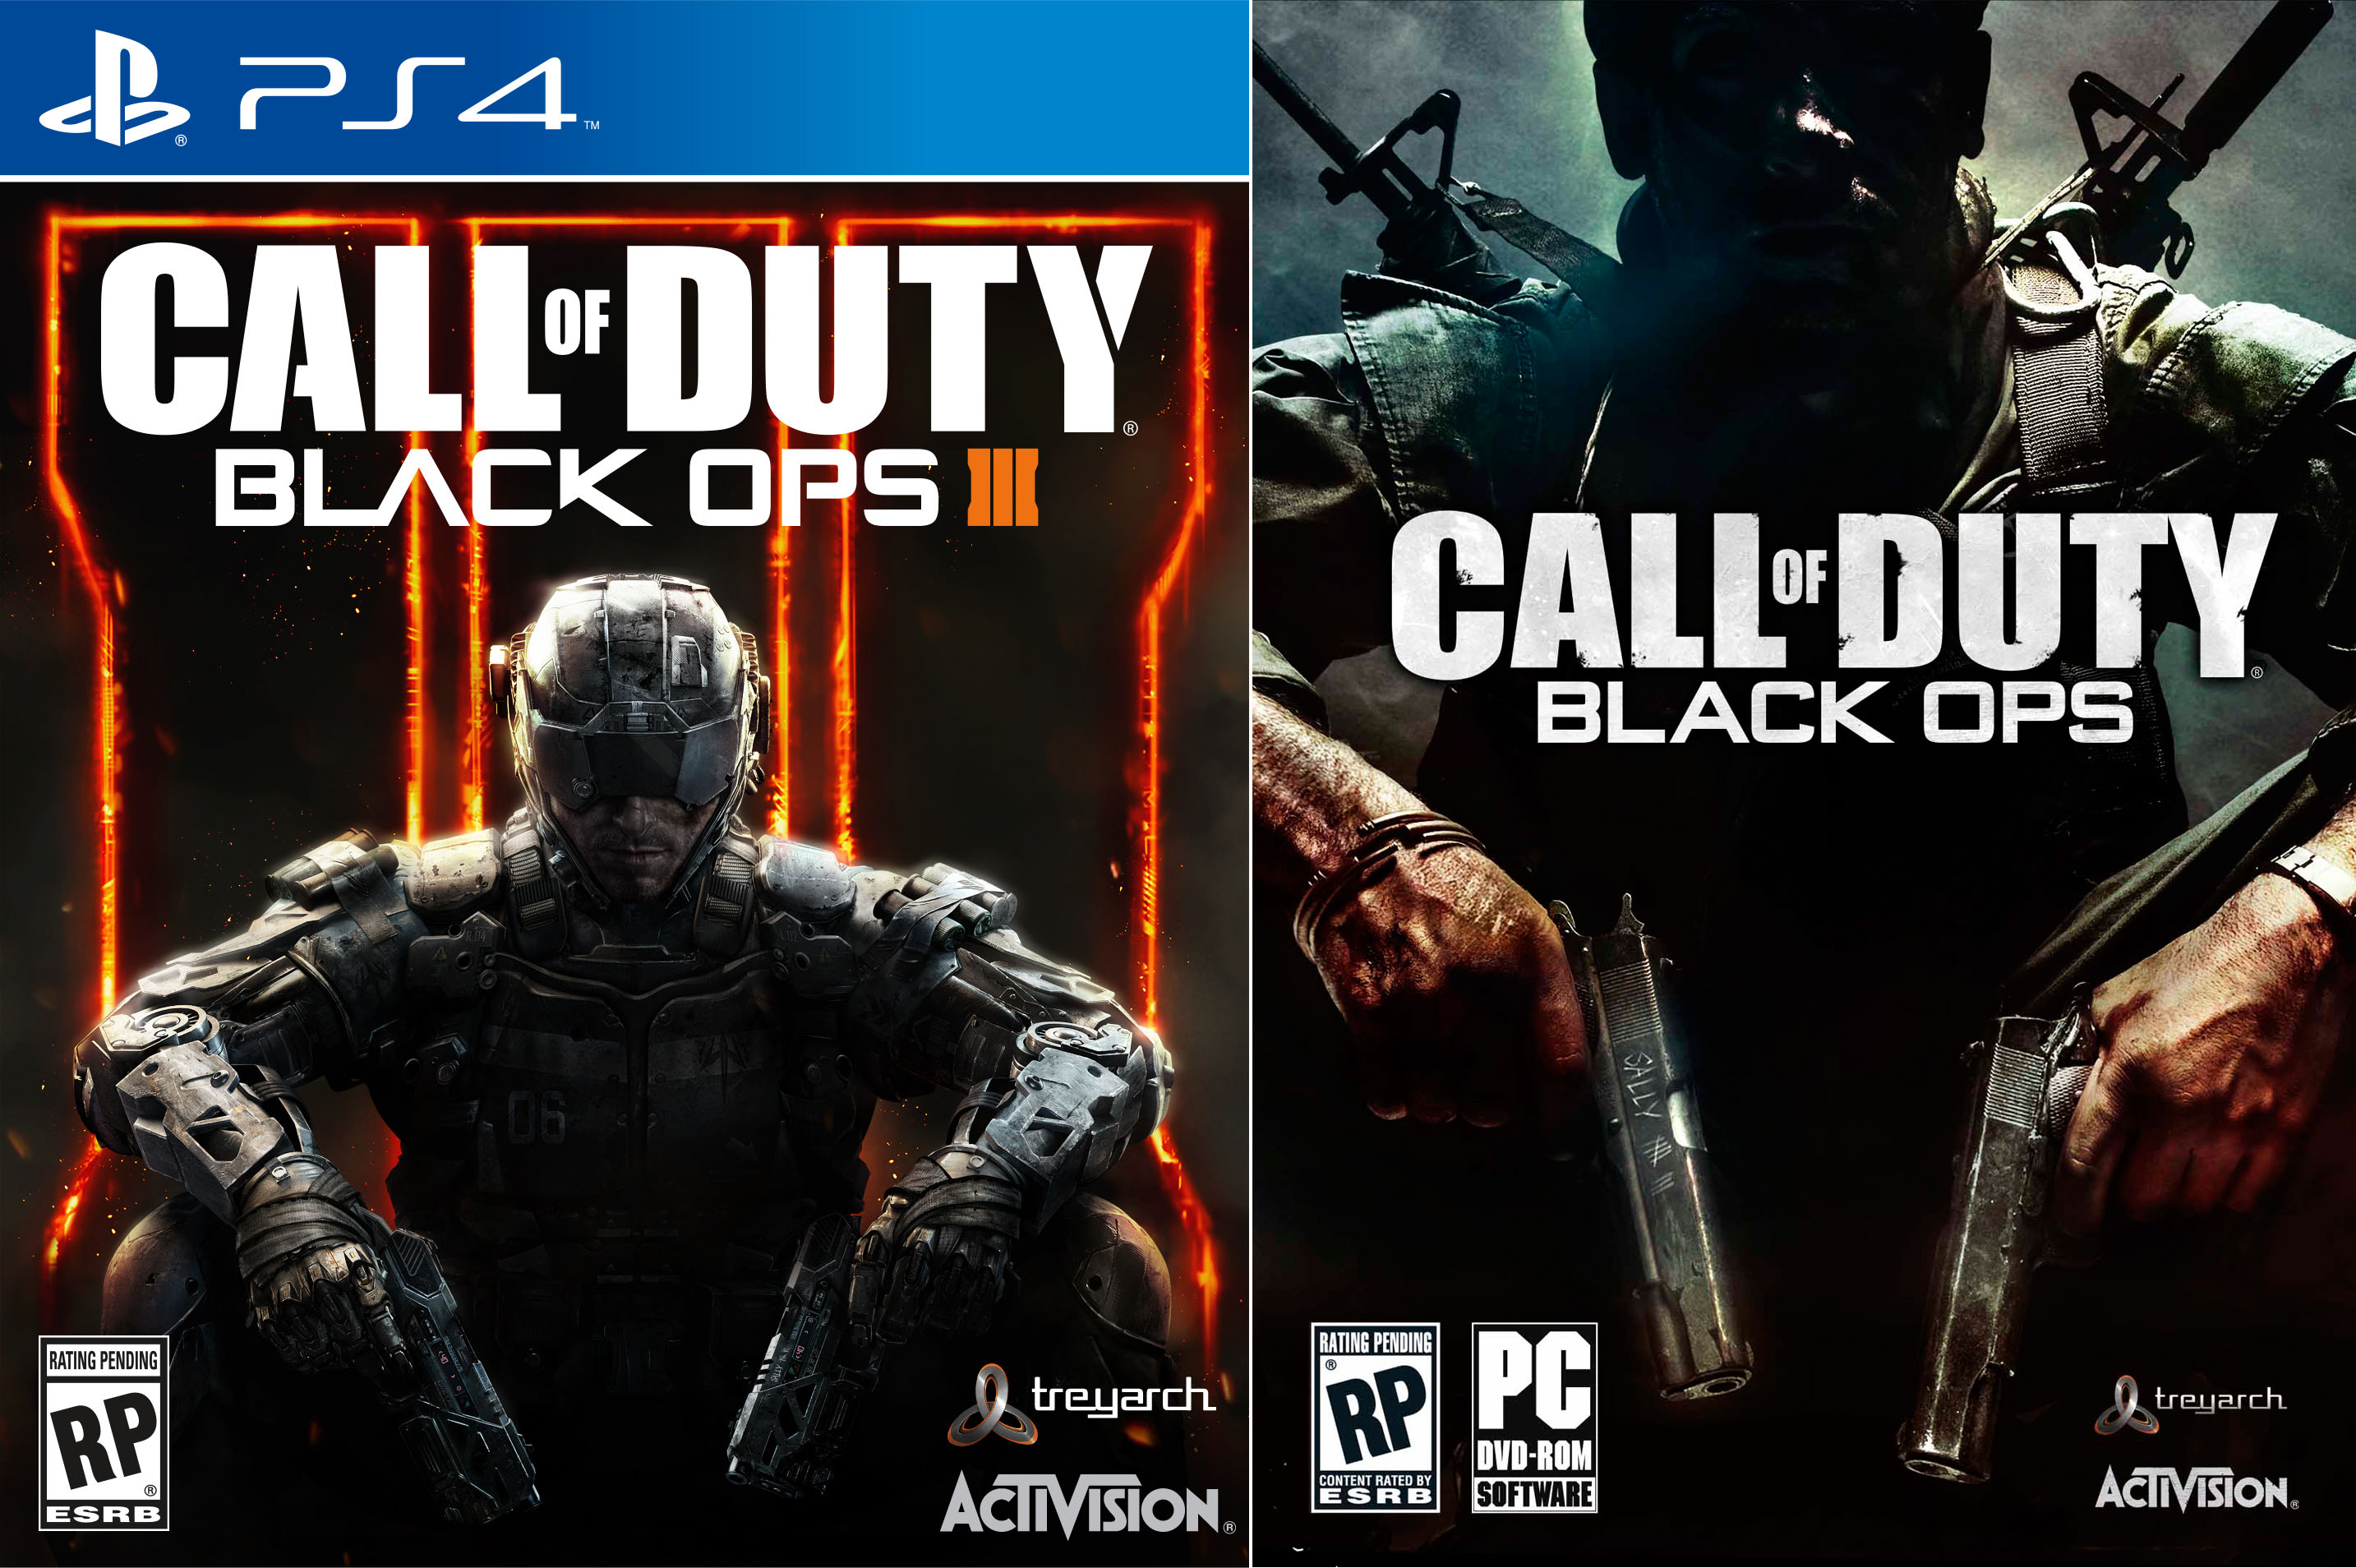 PS4™
CALL OF DUTY®
BLACK OPS III
06
RATING PENDING
RP®
ESRB
treyarch
ACTIVISION®
CALL OF DUTY®
BLACK OPS
SALLY
RATING PENDING
®
RP
CONTENT RATED BY
ESRB
PC
DVD-ROM
SOFTWARE
treyarch
ACTIVISION®